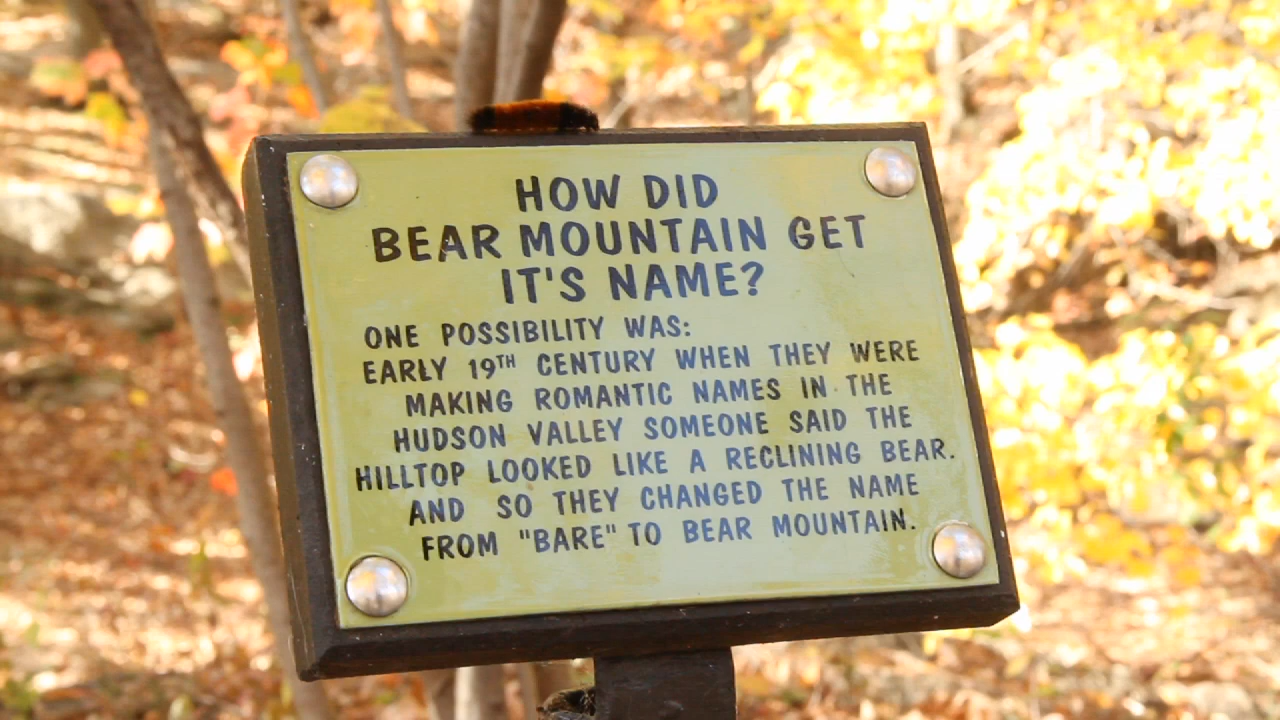 HOW DID
BEAR MOUNTAIN GET
IT'S NAME?
ONE POSSIBILITY WAS:
EARLY 19TH CENTURY WHEN THEY WERE
MAKING ROMANTIC NAMES IN THE
HUDSON VALLEY SOMEONE SAID THE
HILLTOP LOOKED LIKE A RECLINING BEAR.
AND SO THEY CHANGED THE NAME
FROM "BARE" TO BEAR MOUNTAIN.